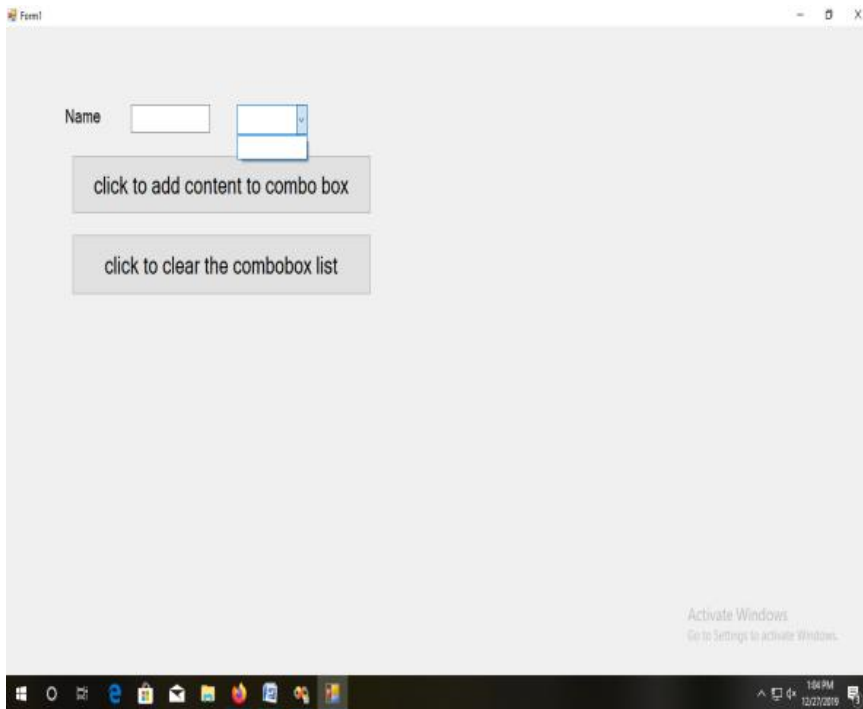 Form1
Name
click to add content to combo box
click to clear the combobox list
Activate Windows
Go to Settings to activate Windows.
1:04 PM
12/27/2019